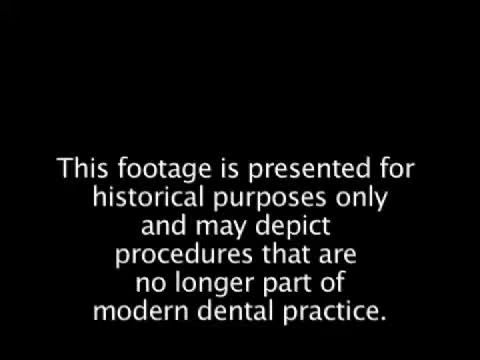 This footage is presented for
historical purposes only
and may depict
procedures that are
no longer part of
modern dental practice.